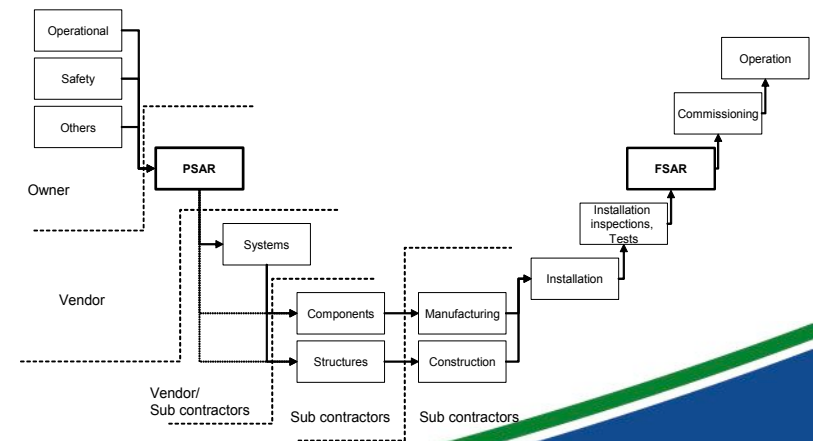 Operational
Safety
Others
Owner
PSAR
Vendor
Systems
Components
Structures
Vendor/
Sub contractors
Sub contractors
Manufacturing
Construction
Sub contractors
Installation
Installation
inspections,
Tests
FSAR
Commissioning
Operation